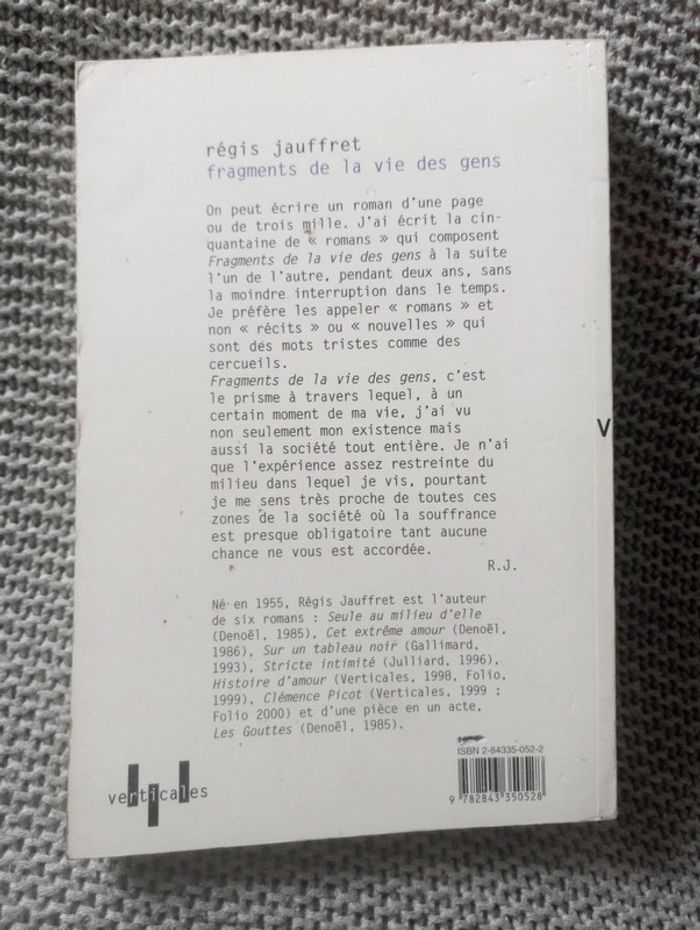 régis jauffret
fragments de la vie des gens
On peut écrire un roman d'une page
ou de trois mille. J'ai écrit la cin-
quantaine de « romans » qui composent
Fragments de la vie des gens à la suite
l'un de l'autre, pendant deux ans, sans
la moindre interruption dans le temps.
Je préfère les appeler « romans » et
non « récits » ou « nouvelles » qui
sont des mots tristes comme des
cercueils.
Fragments de la vie des gens, c'est
le prisme à travers lequel, à un
certain moment de ma vie, j'ai vu
non seulement mon existence mais
aussi la société tout entière. Je n'ai
que l'expérience assez restreinte du
milieu dans lequel je vis, pourtant
je me sens très proche de toutes ces
zones de la société où la souffrance
est presque obligatoire tant aucune
chance ne vous est accordée.
R.J.
Né en 1955, Régis Jauffret est l'auteur
de six romans : Seule au milieu d'elle
(Denoël, 1985), Cet extrême amour (Denoël,
1986), Sur un tableau noir (Gallimard,
1993), Stricte intimité (Julliard, 1996),
Histoire d'amour (Verticales, 1998, Folio,
1999), Clémence Picot (Verticales, 1999 ;
Folio 2000) et d'une pièce en un acte,
Les Gouttes (Denoël, 1985).
V
verticales
ISBN 2-84335-052-2
9 782843 350528